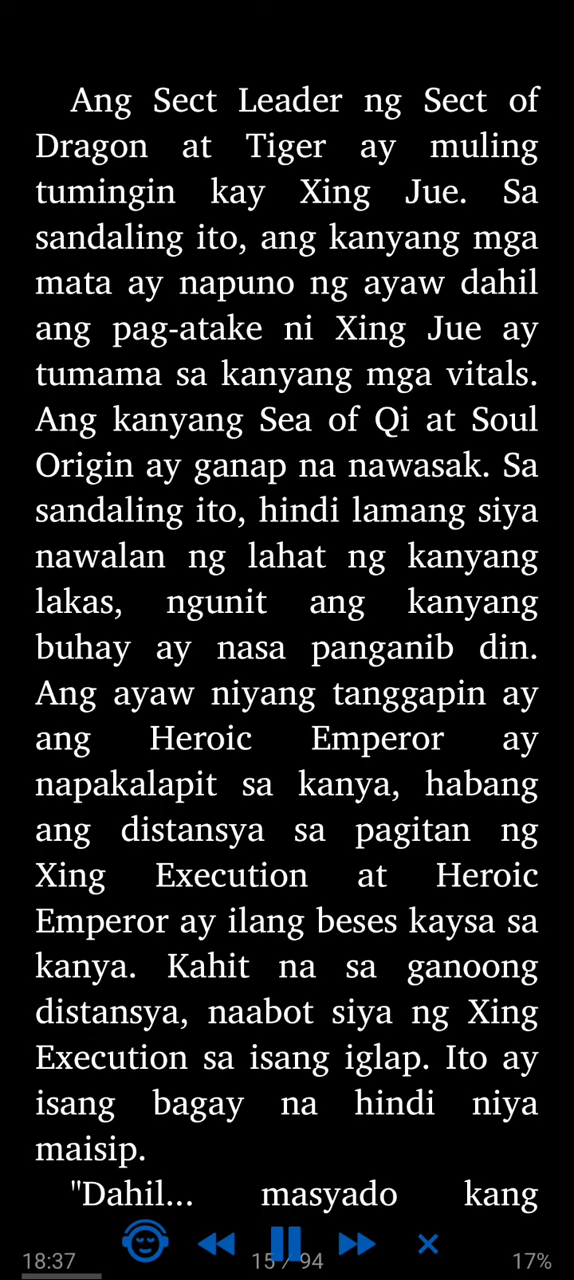 Ang Sect Leader ng Sect of
Dragon at Tiger ay muling
tumingin kay Xing Jue. Sa
sandaling ito, ang kanyang mga
mata ay napuno ng ayaw dahil
ang pag-atake ni Xing Jue ay
tumama sa kanyang mga vitals.
Ang kanyang Sea of Qi at Soul
Origin ay ganap na nawasak. Sa
sandaling ito, hindi lamang siya
nawalan ng lahat ng kanyang
lakas, ngunit ang kanyang
buhay ay nasa panganib din.
Ang ayaw niyang tanggapin ay
ang Heroic Emperor ay
napakalapit sa kanya, habang
ang distansya sa pagitan ng
Xing Execution at Heroic
Emperor ay ilang beses kaysa sa
kanya. Kahit na sa ganoong
distansya, naabot siya ng Xing
Execution sa isang iglap. Ito ay
isang bagay na hindi niya
maisip.
"Dahil... masyado kang
18:37 15 / 94 17%